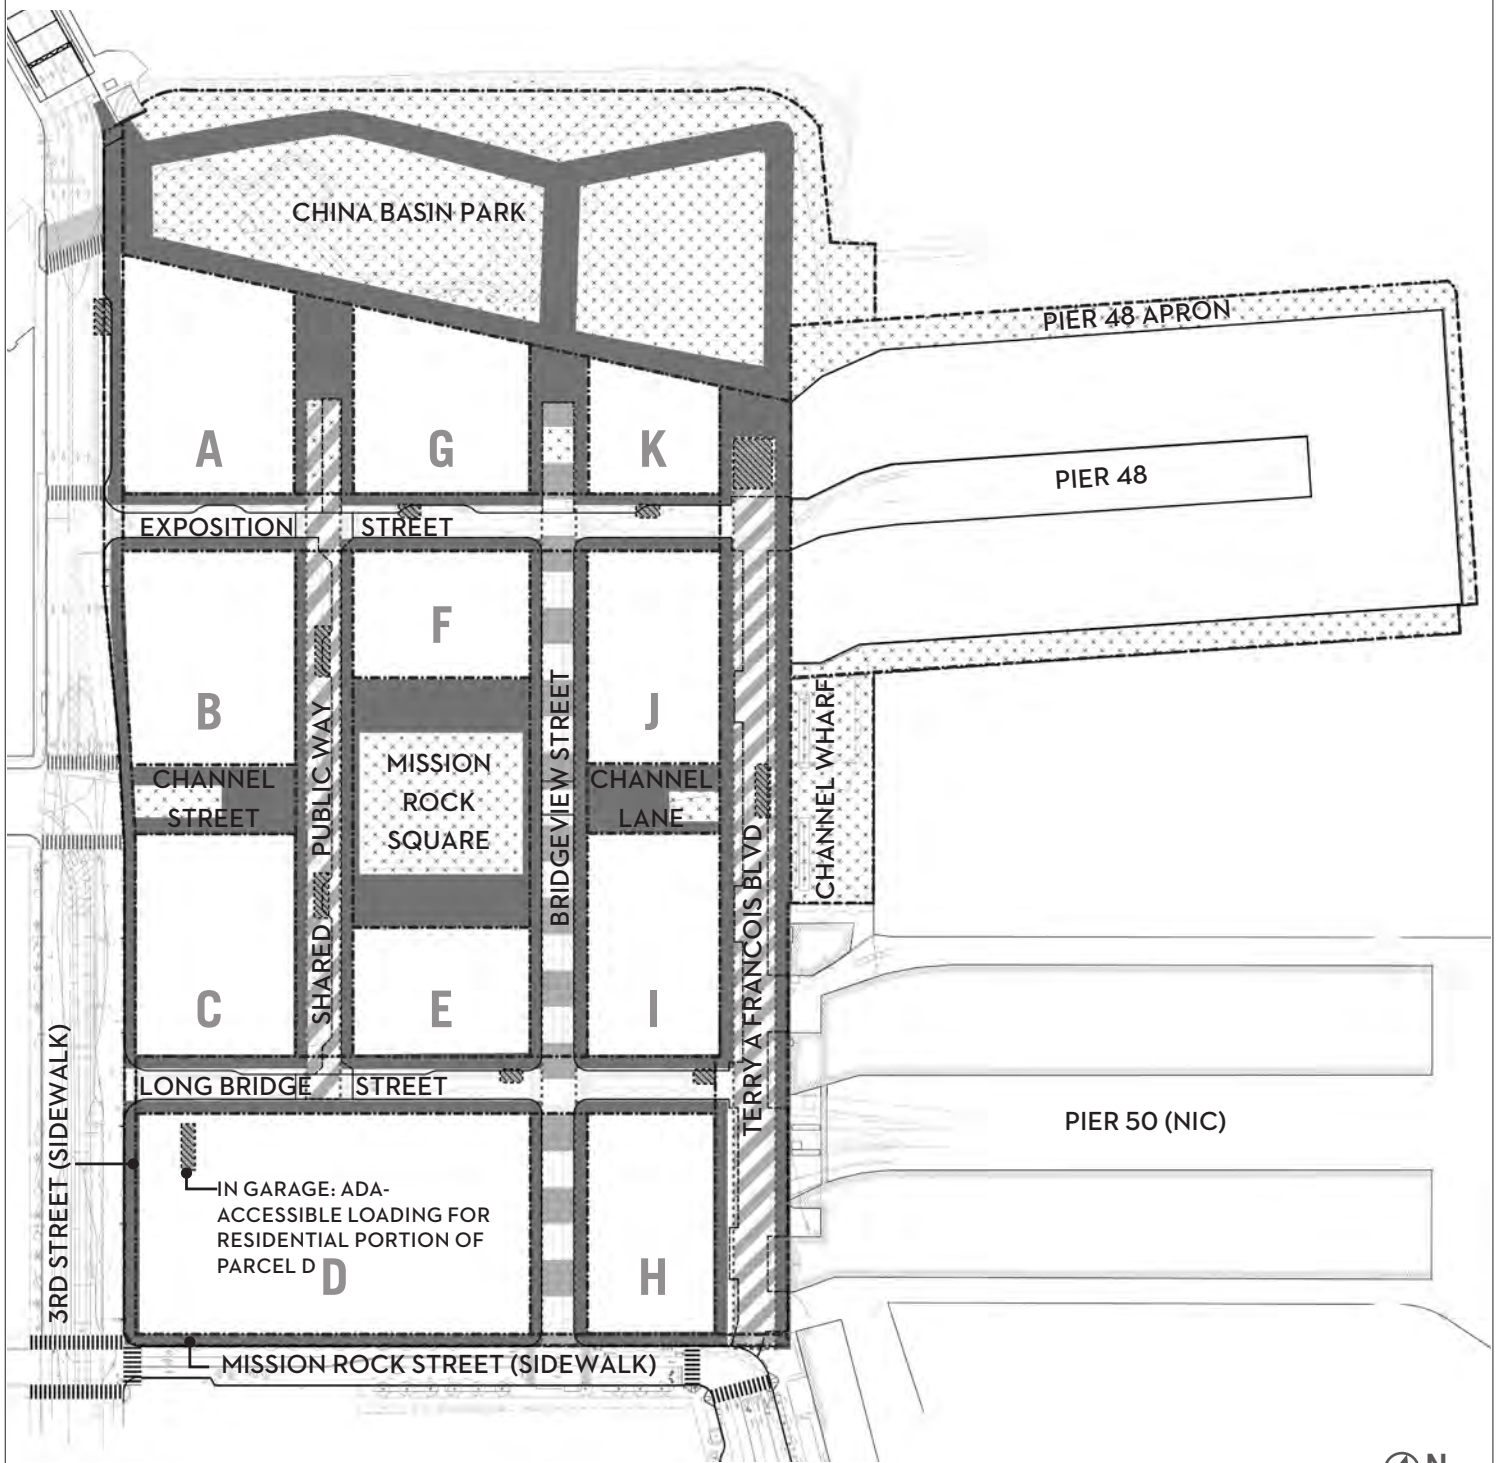 CHINA BASIN PARK
PIER 48 APRON
A
G
K
PIER 48
EXPOSITION
STREET
F
B
J
CHANNEL WHARF
SHARED PUBLIC WAY
BRIDGEVIEW STREET
MISSION
ROCK
SQUARE
CHANNEL
STREET
CHANNEL
LANE
TERRY A FRANCOIS BLVD
C
E
I
LONG BRIDGE
STREET
PIER 50 (NIC)
3RD STREET (SIDEWALK)
IN GARAGE: ADA-
ACCESSIBLE LOADING FOR
RESIDENTIAL PORTION OF
PARCEL D
D
H
MISSION ROCK STREET (SIDEWALK)
N